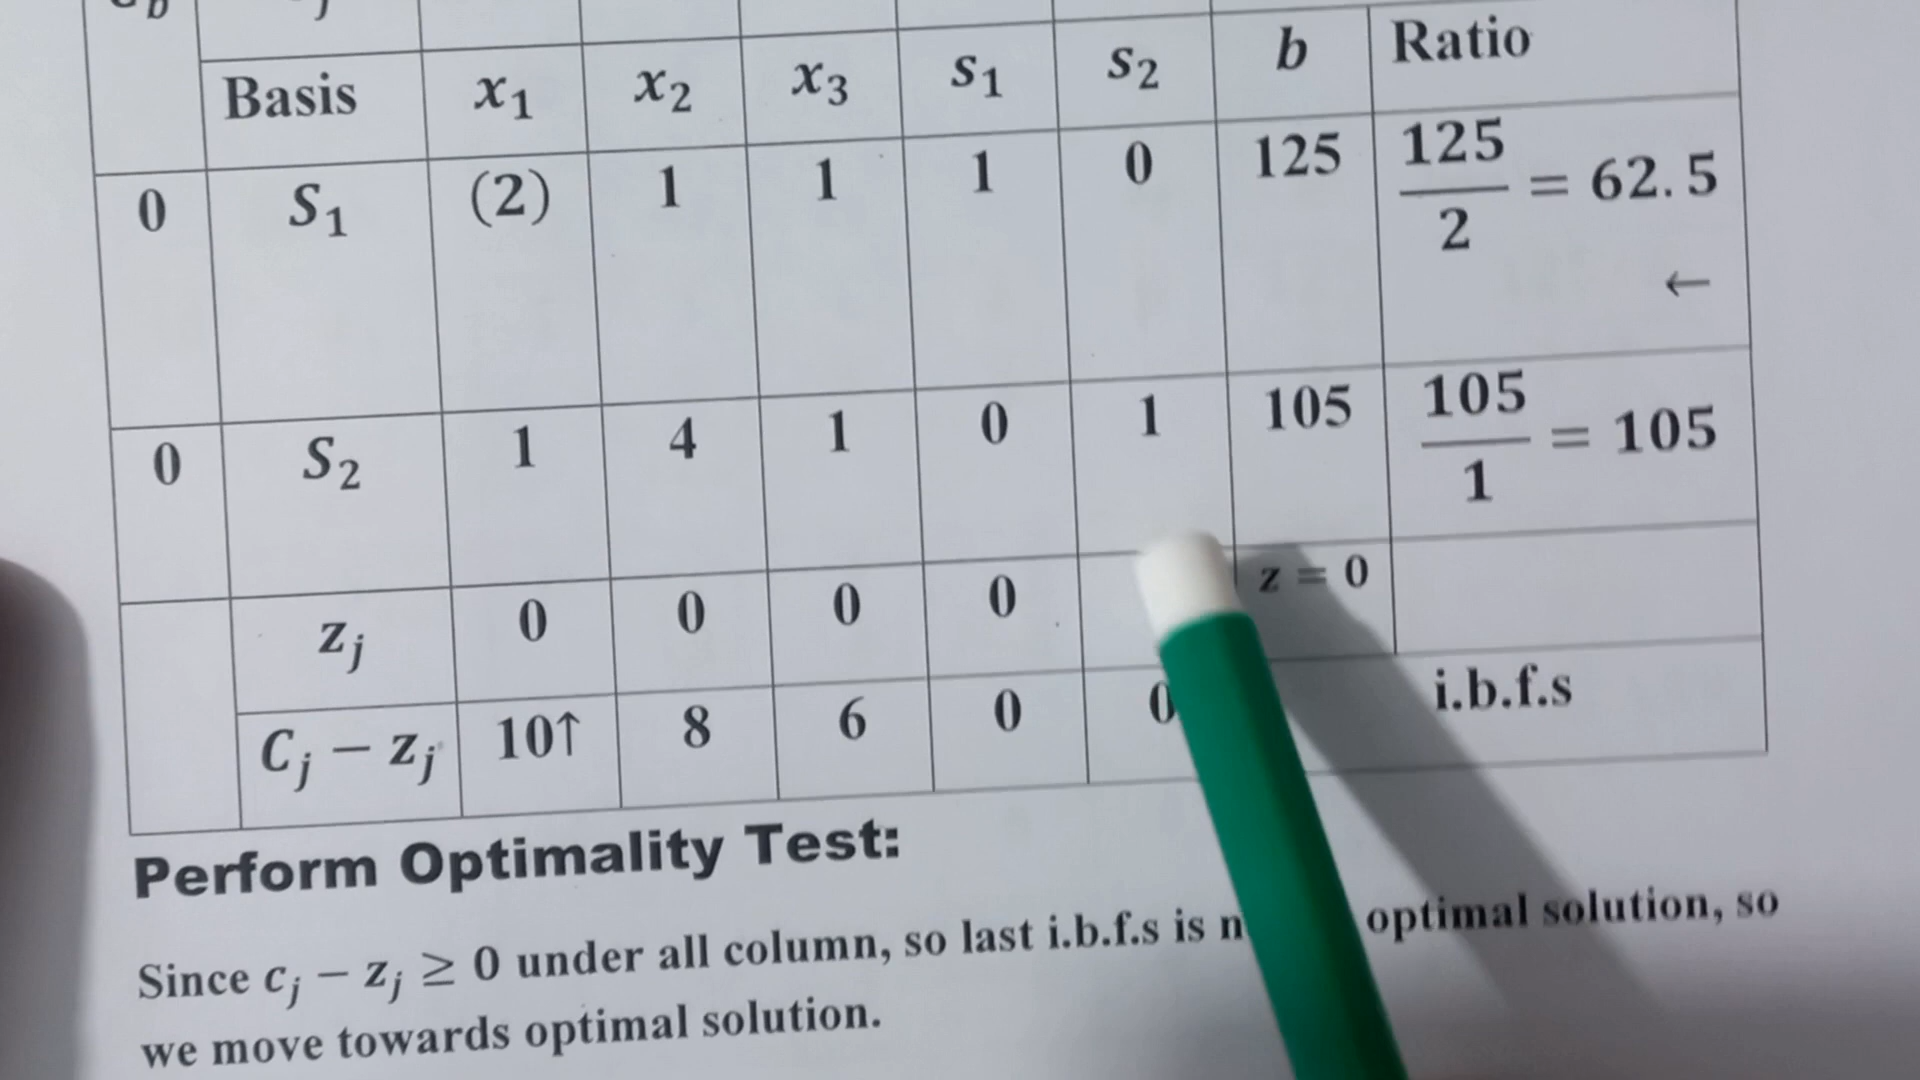 Basis x₁ x₂ x₃ s₁ s₂ b Ratio
0 S₁ (2) 1 1 1 0 125 125/2 = 62.5
←
0 S₂ 1 4 1 0 1 105 105/1 = 105
zⱼ 0 0 0 0 z = 0
Cⱼ − zⱼ 10↑ 8 6 0 0 i.b.f.s
Perform Optimality Test:
Since cⱼ − zⱼ ≥ 0 under all column, so last i.b.f.s is optimal solution, so
we move towards optimal solution.